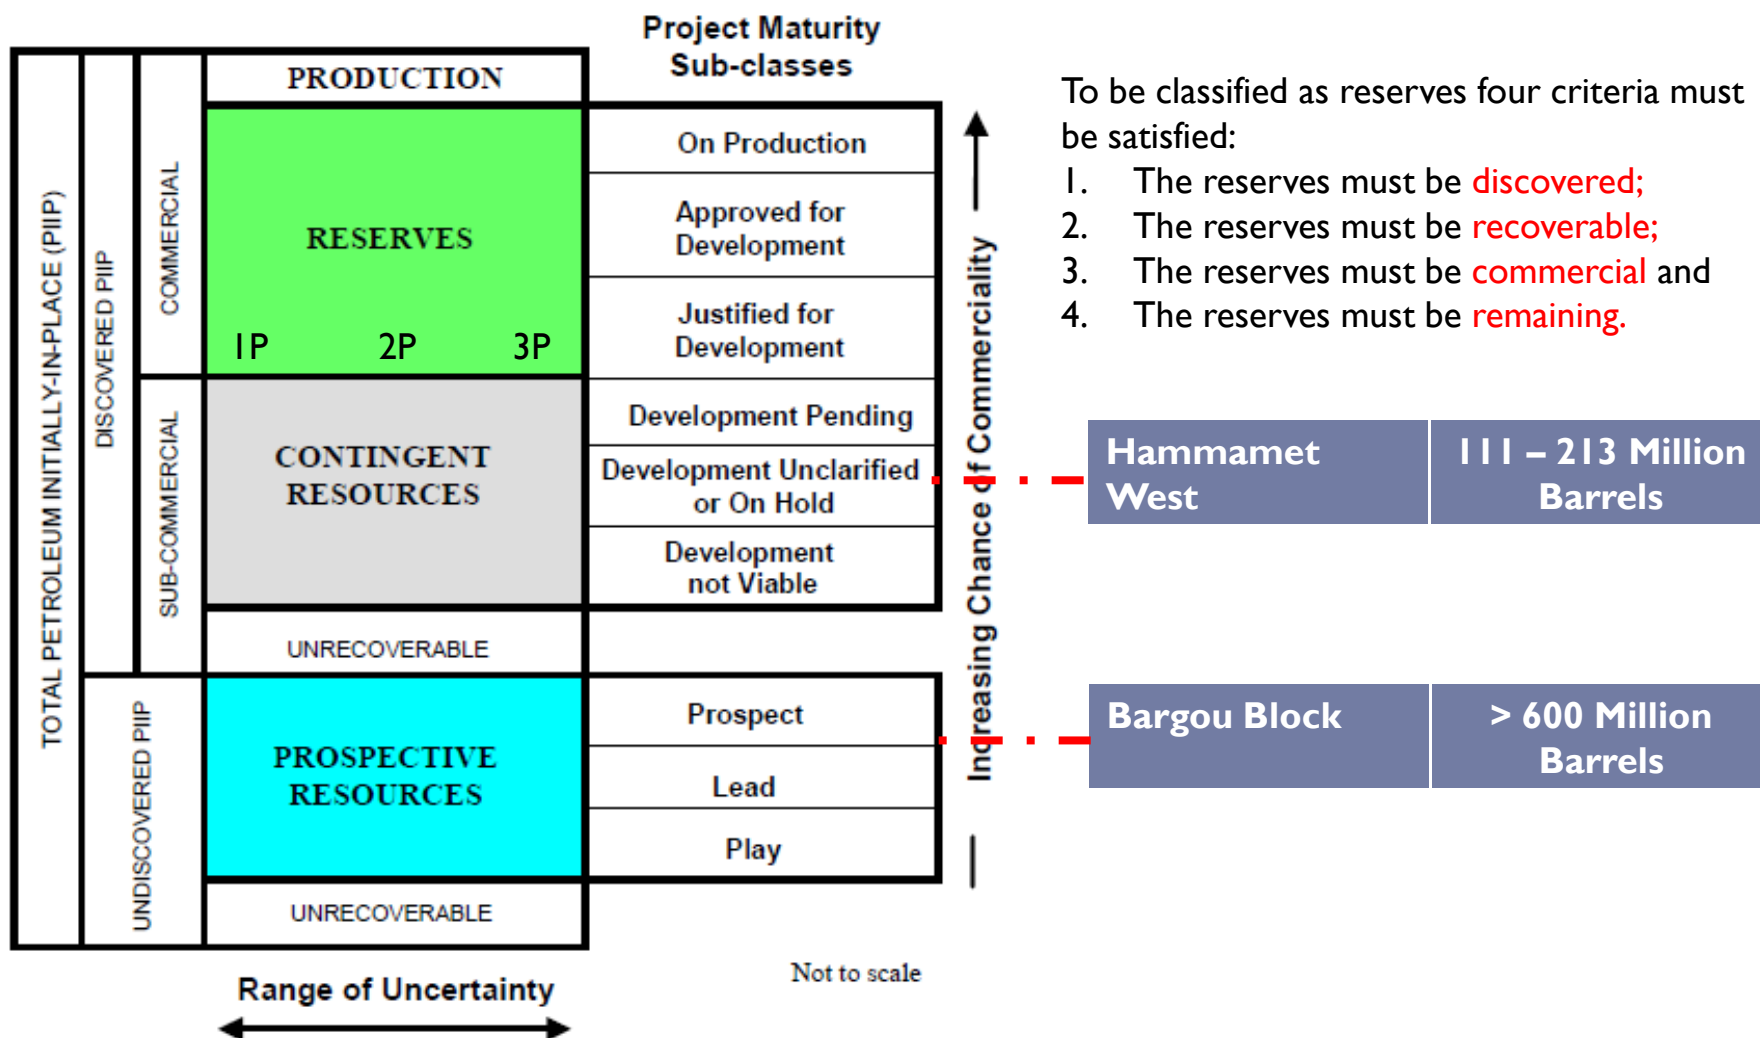 Project Maturity
Sub-classes
PRODUCTION
On Production
Approved for
Development
RESERVES
Justified for
Development
1P 2P 3P
Development Pending
CONTINGENT
RESOURCES
Development Unclarified
or On Hold
Development
not Viable
UNRECOVERABLE
Prospect
PROSPECTIVE
RESOURCES
Lead
Play
UNRECOVERABLE
TOTAL PETROLEUM INITIALLY-IN-PLACE (PIIP)
DISCOVERED PIIP
UNDISCOVERED PIIP
COMMERCIAL
SUB-COMMERCIAL
Increasing Chance of Commerciality
Not to scale
Range of Uncertainty
To be classified as reserves four criteria must
be satisfied:
1. The reserves must be discovered;
2. The reserves must be recoverable;
3. The reserves must be commercial and
4. The reserves must be remaining.
Hammamet
West
111 – 213 Million
Barrels
Bargou Block
> 600 Million
Barrels